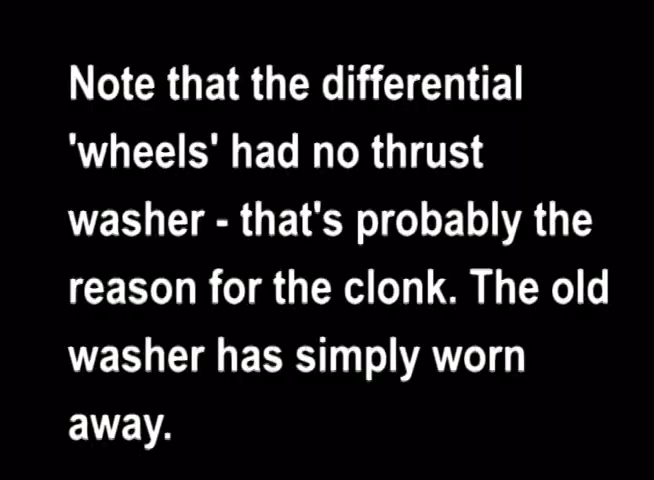 Note that the differential
'wheels' had no thrust
washer - that's probably the
reason for the clonk. The old
washer has simply worn
away.